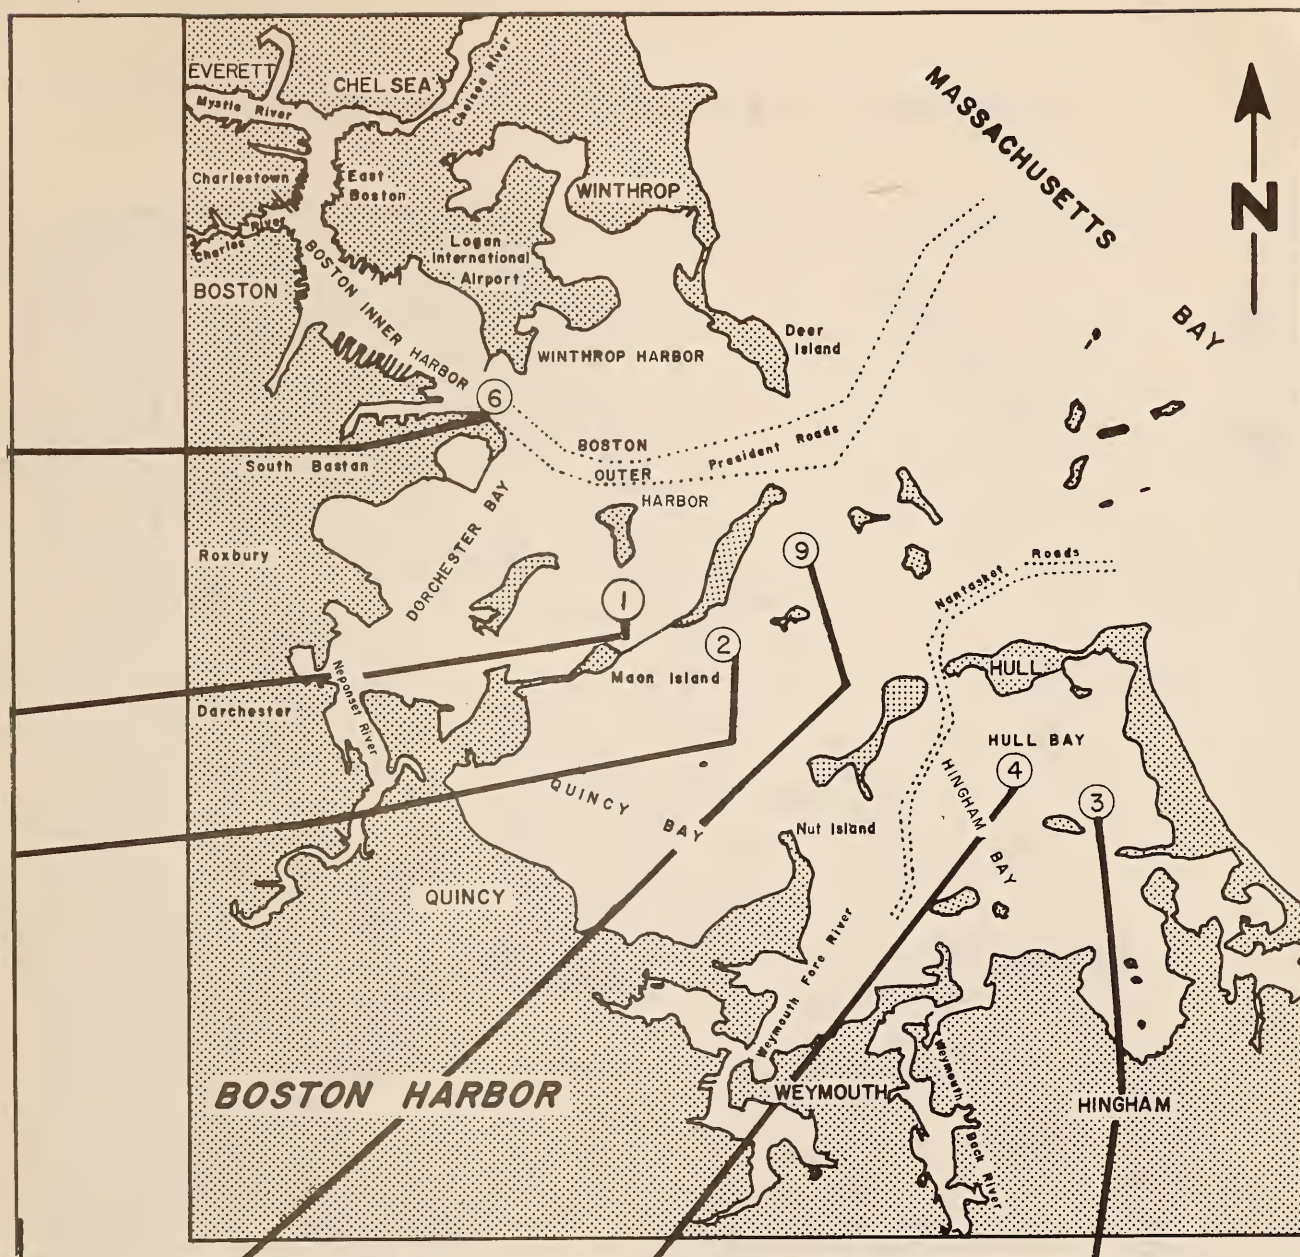 EVERETT
CHELSEA
Chelsea River
Mystic River
MASSACHUSETTS
BAY
N
Charlestown
East
Boston
WINTHROP
Charles River
Logan
International
Airport
BOSTON
BOSTON INNER HARBOR
WINTHROP HARBOR
Deer
Island
6
BOSTON
OUTER
HARBOR
President Roads
South Bastan
DORCHESTER BAY
Roxbury
9
Nantasket Roads
1
2
Maon Island
HULL
Neponset River
Darchester
HULL BAY
4
3
HINGHAM
BAY
QUINCY
BAY
Nut Island
QUINCY
Weymouth Fore River
BOSTON HARBOR
WEYMOUTH
Weymouth
Back River
HINGHAM